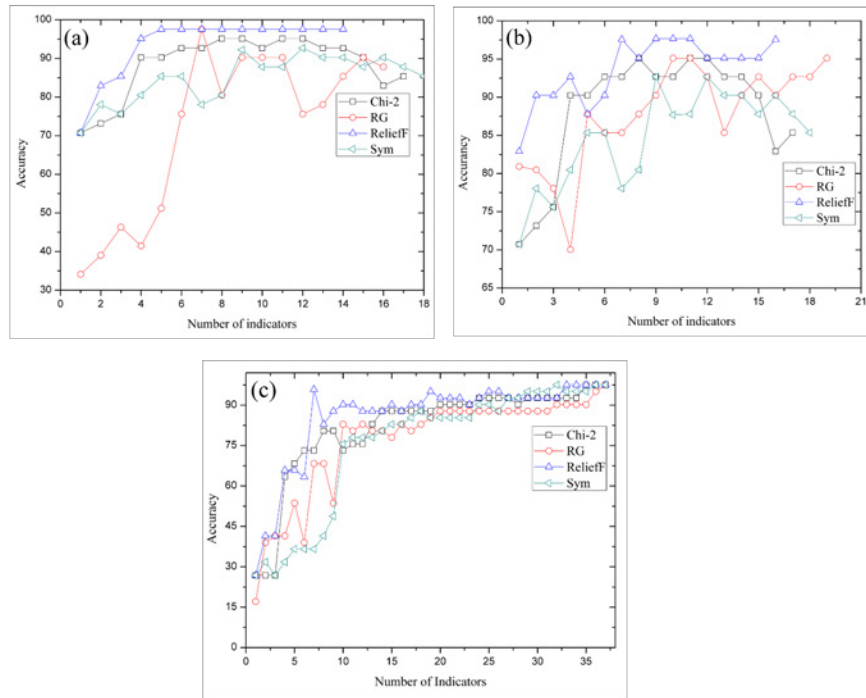 (a)
100
90
80
70
60
50
40
30
Accuracy
0 2 4 6 8 10 12 14 16 18
Number of indicators
Chi-2
RG
ReliefF
Sym
(b)
100
95
90
85
80
75
70
65
Accuracy
0 3 6 9 12 15 18 21
Number of indicators
Chi-2
RG
ReliefF
Sym
(c)
90
75
60
45
30
15
0
Accuracy
0 5 10 15 20 25 30 35
Number of Indicators
Chi-2
RG
ReliefF
Sym